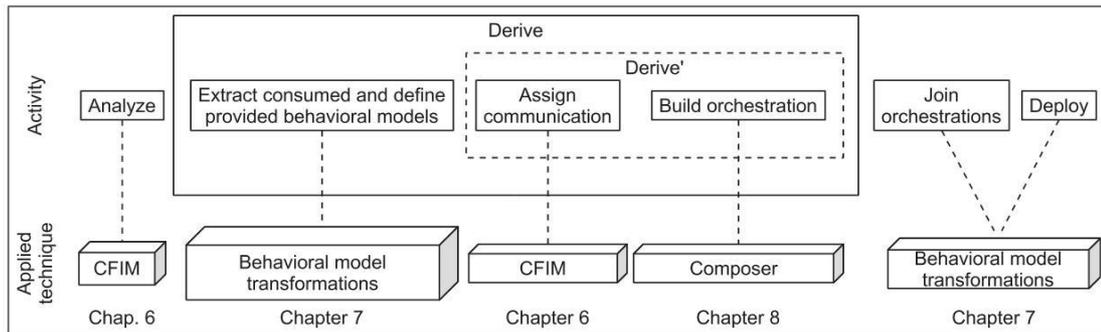 Derive
Derive'
Activity
Analyze
Extract consumed and define
provided behavioral models
Assign
communication
Build orchestration
Join
orchestrations
Deploy
Applied
technique
CFIM
Behavioral model
transformations
CFIM
Composer
Behavioral model
transformations
Chap. 6
Chapter 7
Chapter 6
Chapter 8
Chapter 7